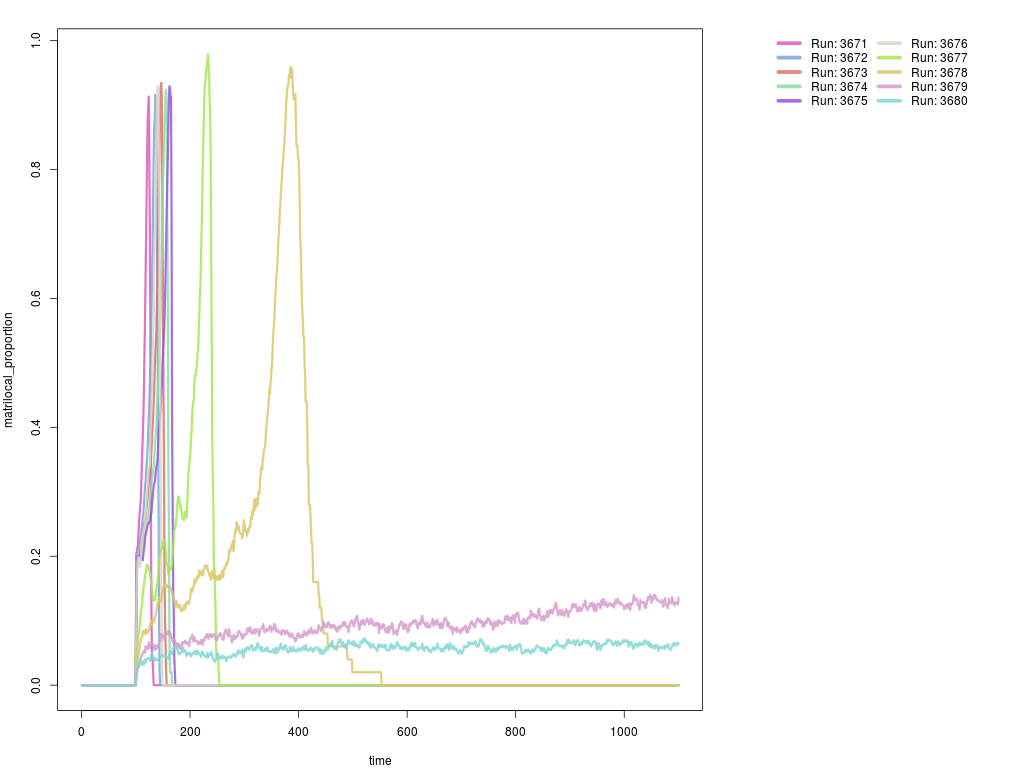 1.0
0.8
0.6
0.4
0.2
0.0
matrilocal_proportion
0 200 400 600 800 1000
time
Run: 3671 Run: 3676
Run: 3672 Run: 3677
Run: 3673 Run: 3678
Run: 3674 Run: 3679
Run: 3675 Run: 3680